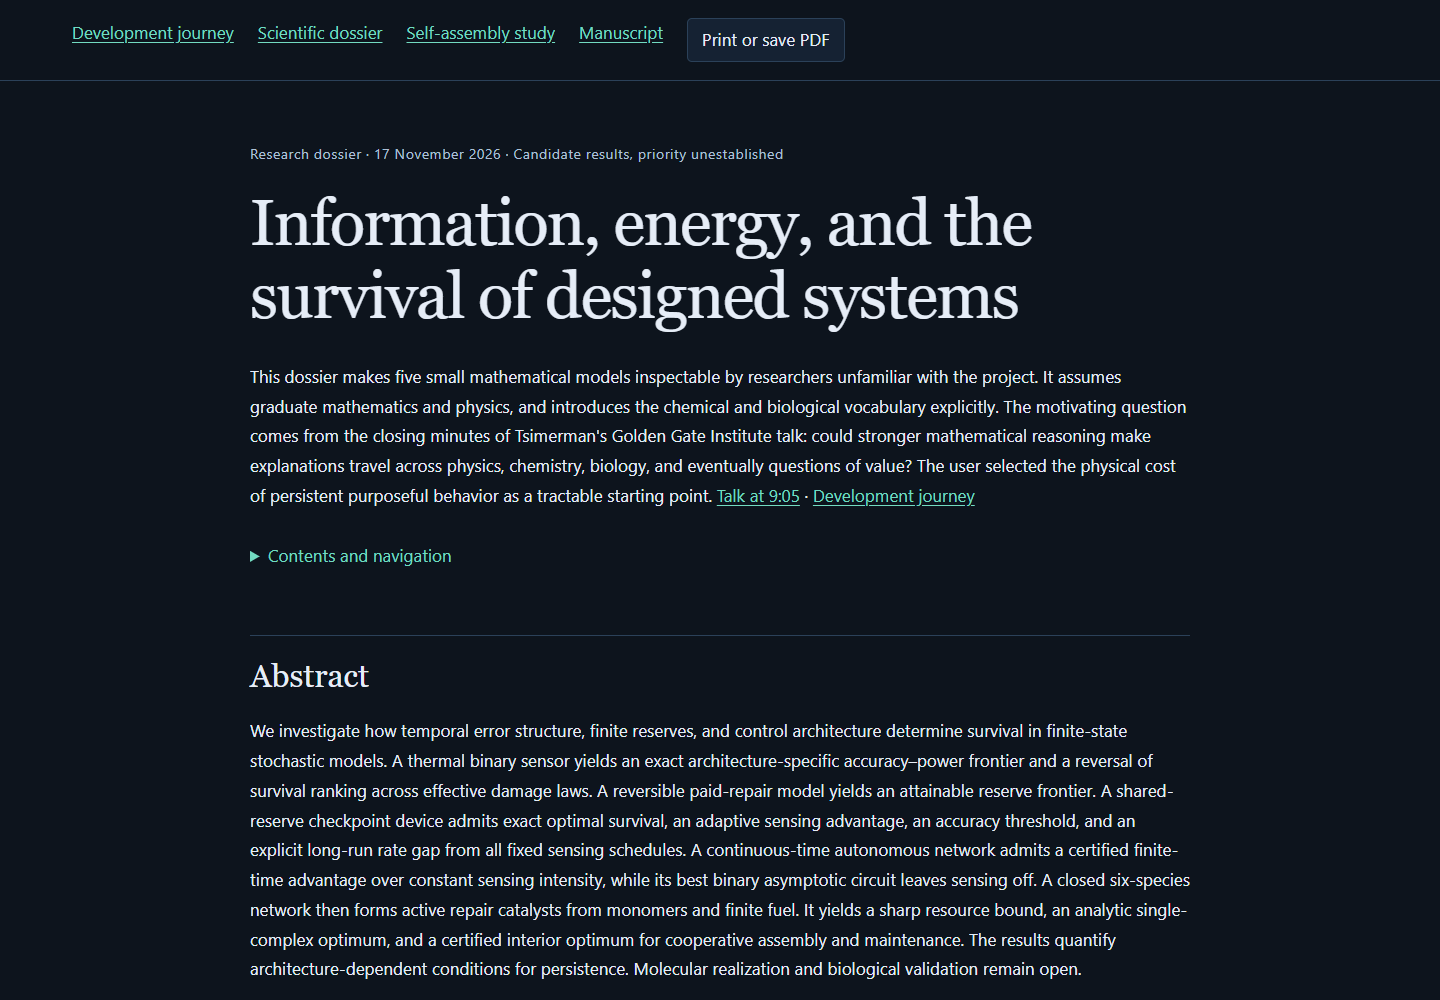 Development journey Scientific dossier Self-assembly study Manuscript Print or save PDF
Research dossier · 17 November 2026 · Candidate results, priority unestablished
Information, energy, and the
survival of designed systems
This dossier makes five small mathematical models inspectable by researchers unfamiliar with the project. It assumes
graduate mathematics and physics, and introduces the chemical and biological vocabulary explicitly. The motivating question
comes from the closing minutes of Tsimerman's Golden Gate Institute talk: could stronger mathematical reasoning make
explanations travel across physics, chemistry, biology, and eventually questions of value? The user selected the physical cost
of persistent purposeful behavior as a tractable starting point. Talk at 9:05 · Development journey
Contents and navigation
Abstract
We investigate how temporal error structure, finite reserves, and control architecture determine survival in finite-state
stochastic models. A thermal binary sensor yields an exact architecture-specific accuracy–power frontier and a reversal of
survival ranking across effective damage laws. A reversible paid-repair model yields an attainable reserve frontier. A shared-
reserve checkpoint device admits exact optimal survival, an adaptive sensing advantage, an accuracy threshold, and an
explicit long-run rate gap from all fixed sensing schedules. A continuous-time autonomous network admits a certified finite-
time advantage over constant sensing intensity, while its best binary asymptotic circuit leaves sensing off. A closed six-species
network then forms active repair catalysts from monomers and finite fuel. It yields a sharp resource bound, an analytic single-
complex optimum, and a certified interior optimum for cooperative assembly and maintenance. The results quantify
architecture-dependent conditions for persistence. Molecular realization and biological validation remain open.